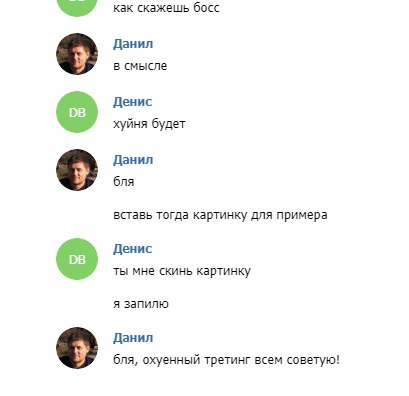 DB
как скажешь босс
Данил
в смысле
DB
Денис
хуйня будет
Данил
бля
вставь тогда картинку для примера
DB
Денис
ты мне скинь картинку
я запилю
Данил
бля, охуенный третинг всем советую!